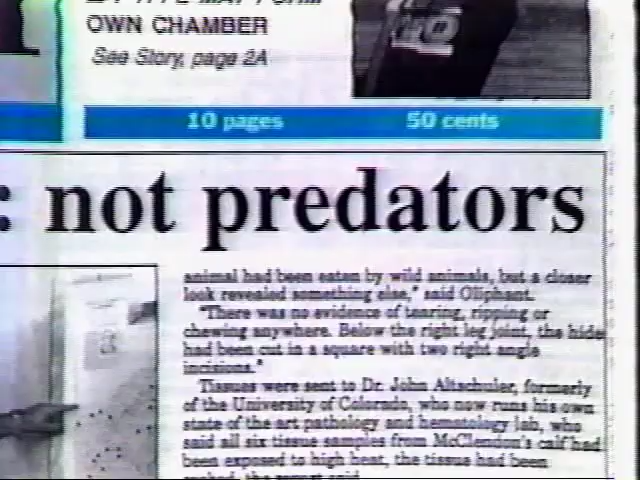 OWN CHAMBER
See Story, page 2A
10 pages 50 cents
: not predators
animal had been eaten by wild animals, but a closer
look revealed something else," said Oliphant.
"There was no evidence of tearing, ripping or
chewing anywhere. Below the right leg joint, the hide
had been cut in a square with two right angle
incisions."
Tissues were sent to Dr. John Altschuler, formerly
of the University of Colorado, who now runs his own
state of the art pathology and hematology lab, who
said all six tissue samples from McClendon's calf had
been exposed to high heat, the tissue had been